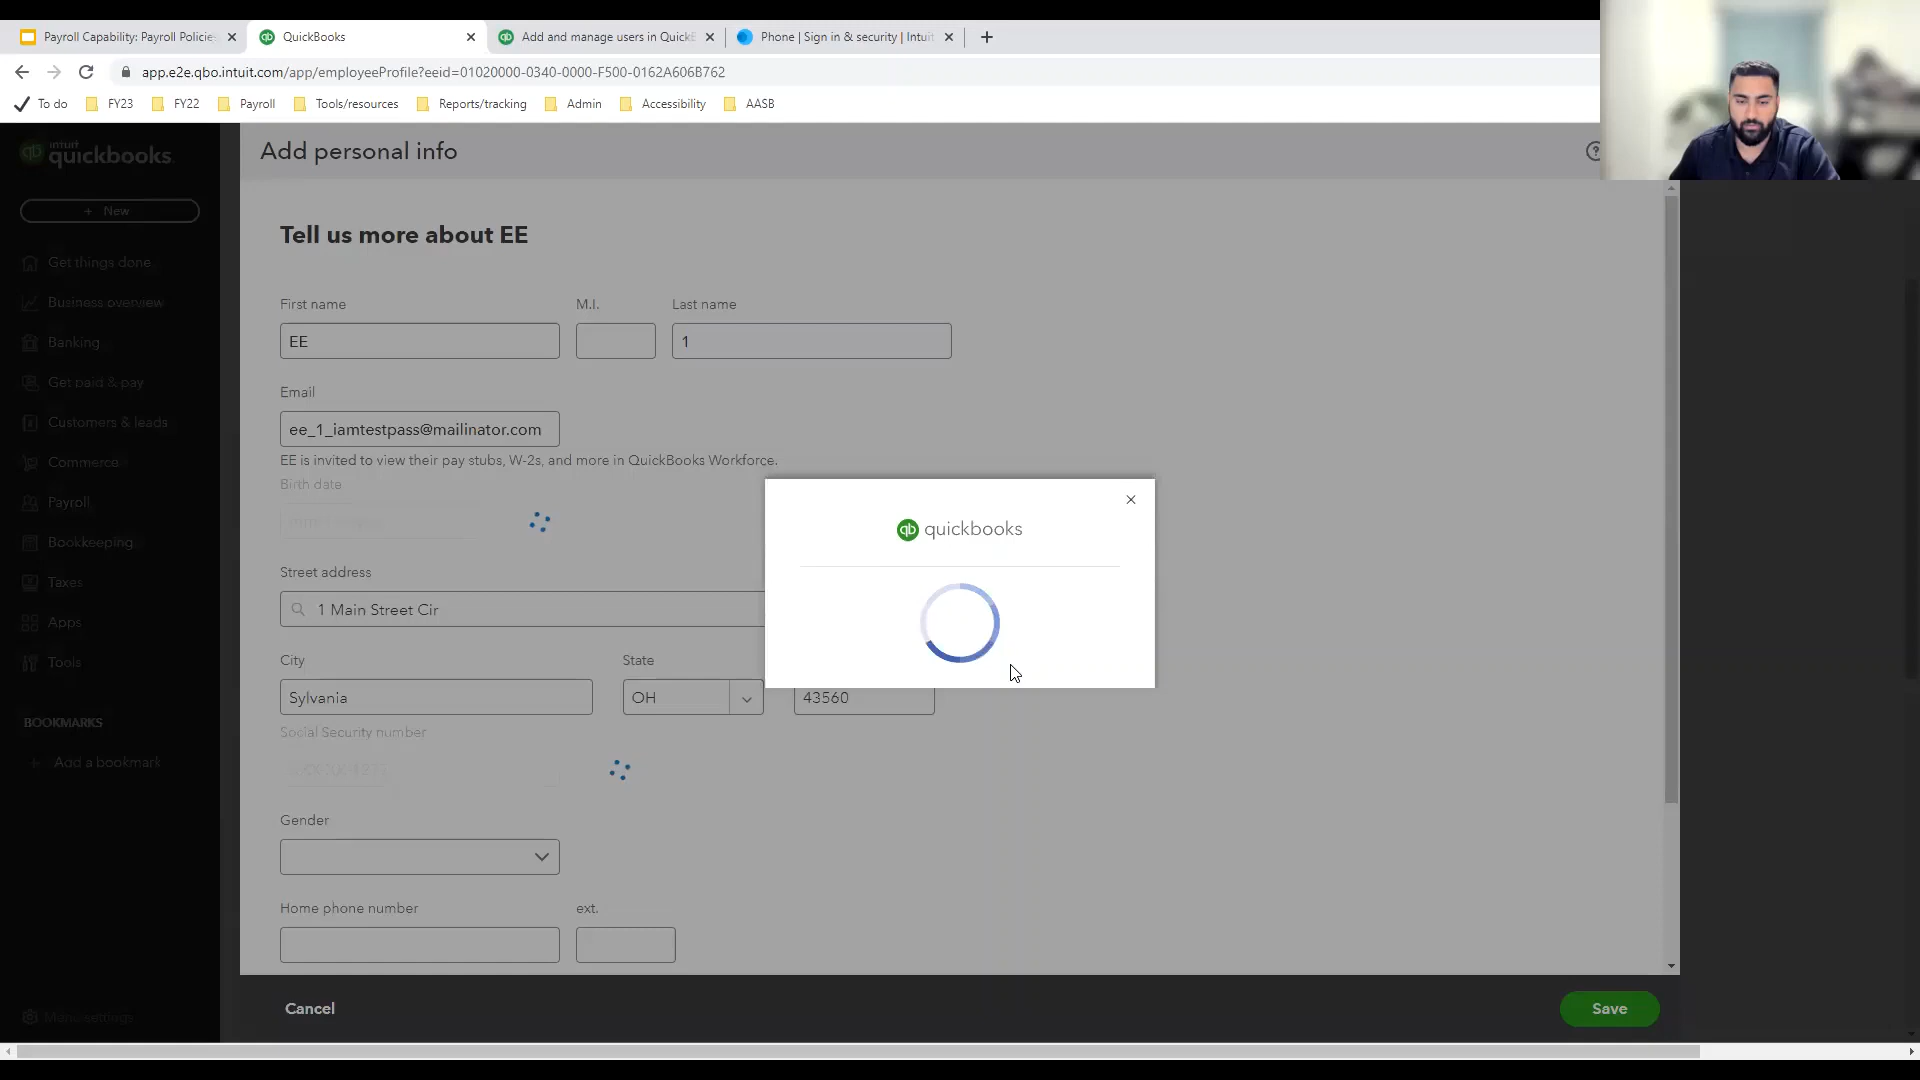 Payroll Capability: Payroll Policie
QuickBooks
Add and manage users in QuickB
Phone | Sign in & security | Intuit
app.e2e.qbo.intuit.com/app/employeeProfile?eeid=01020000-0340-0000-F500-0162A606B762
To do
FY23
FY22
Payroll
Tools/resources
Reports/tracking
Admin
Accessibility
AASB
intuit
quickbooks.
Add personal info
+ New
Tell us more about EE
Get things done
Business overview
Banking
Get paid & pay
Customers & leads
Commerce
Payroll
Bookkeeping
Taxes
Apps
Tools
BOOKMARKS
+ Add a bookmark
Menu settings
First name
M.I.
Last name
EE
1
Email
ee_1_iamtestpass@mailinator.com
EE is invited to view their pay stubs, W-2s, and more in QuickBooks Workforce.
Birth date
qb quickbooks
Street address
1 Main Street Cir
City
State
Sylvania
OH
43560
Social Security number
Gender
Home phone number
ext.
Cancel
Save